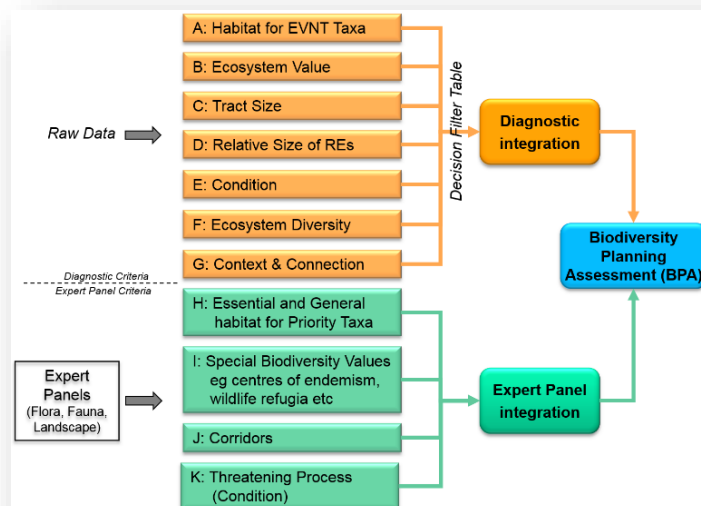 A: Habitat for EVNT Taxa
B: Ecosystem Value
C: Tract Size
Raw Data
D: Relative Size of REs
E: Condition
F: Ecosystem Diversity
G: Context & Connection
Decision Filter Table
Diagnostic
integration
Biodiversity
Planning
Assessment (BPA)
Diagnostic Criteria
Expert Panel Criteria
H: Essential and General
habitat for Priority Taxa
Expert
Panels
(Flora, Fauna,
Landscape)
I: Special Biodiversity Values
eg centres of endemism,
wildlife refugia etc
J: Corridors
K: Threatening Process
(Condition)
Expert Panel
integration